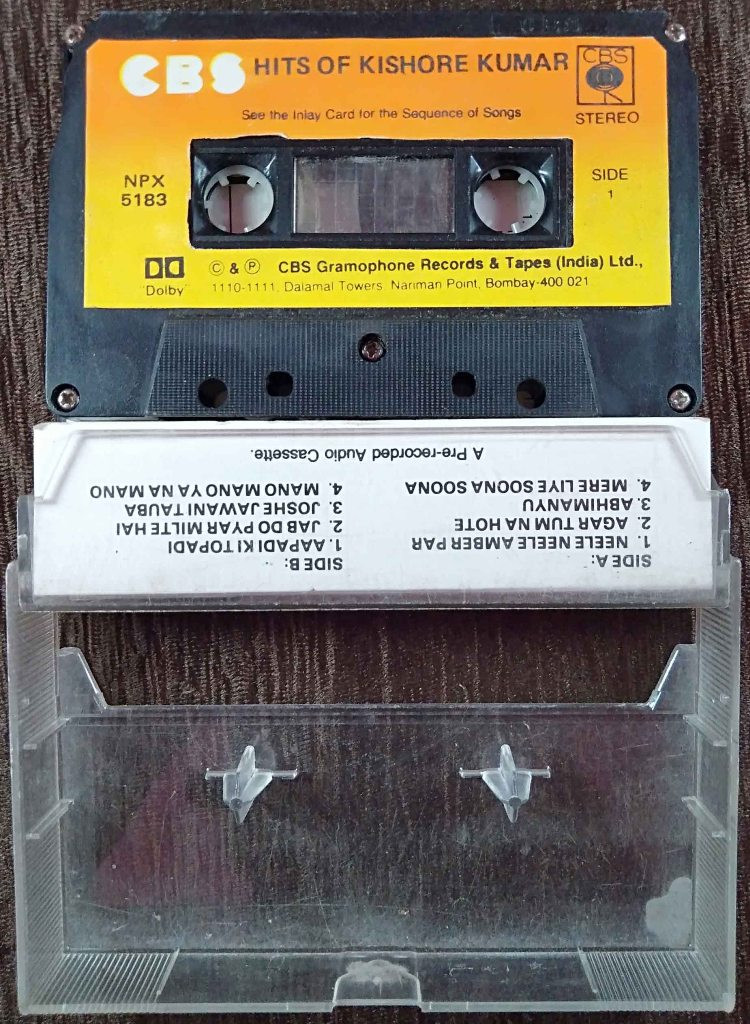 CBS HITS OF KISHORE KUMAR
CBS
STEREO
See the Inlay Card for the Sequence of Songs
NPX
5183
SIDE
1
"Dolby"
© & ℗ CBS Gramophone Records & Tapes (India) Ltd.,
1110-1111, Dalamal Towers, Nariman Point, Bombay-400 021
SIDE A:
1. NEELE NEELE AMBER PAR
2. AGAR TUM NA HOTE
3. ABHIMANYU
4. MERE LIYE SOONA SOONA
SIDE B:
1. AAPADI KI TOPADI
2. JAB DO PYAR MILTE HAI
3. JOSHE JAWANI TAUBA
4. MANO MANO YA NA MANO
A Pre-recorded Audio Cassette.